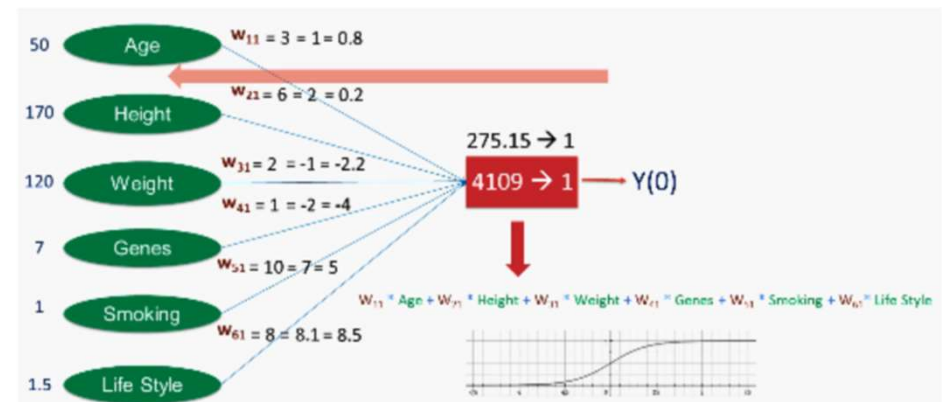 50 Age W11 = 3 = 1= 0.8
W21= 6 = 2 = 0.2
170 Height
275.15 → 1
W31= 2 = -1 = -2.2
120 Weight 4109 → 1 Y(0)
W41 = 1 = -2 = -4
7 Genes
W51 = 10 = 7= 5
W11 * Age + W21 * Height + W31 * Weight + W41 * Genes + W51 * Smoking + W61* Life Style
1 Smoking
W61 = 8 = 8.1 = 8.5
1.5 Life Style